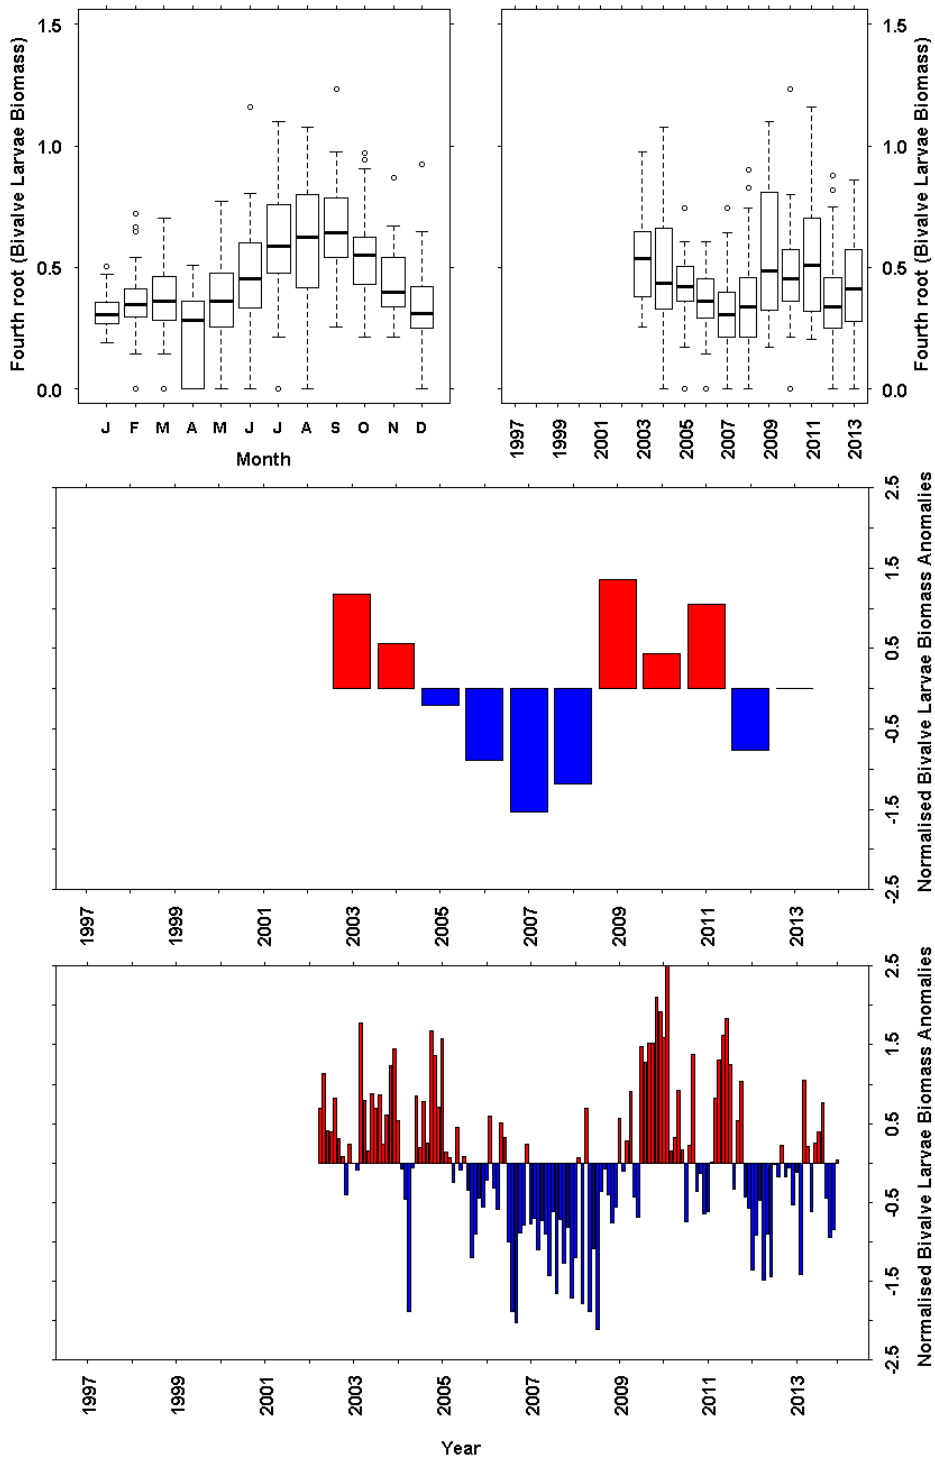 Fourth root (Bivalve Larvae Biomass)
1.5
1.0
0.5
0.0
J F M A M J J A S O N D
Month
1.5
1.0
0.5
0.0
Fourth root (Bivalve Larvae Biomass)
1997 1999 2001 2003 2005 2007 2009 2011 2013
2.5
1.5
0.5
-0.5
-1.5
-2.5
Normalised Bivalve Larvae Biomass Anomalies
1997 1999 2001 2003 2005 2007 2009 2011 2013
2.5
1.5
0.5
-0.5
-1.5
-2.5
Normalised Bivalve Larvae Biomass Anomalies
1997 1999 2001 2003 2005 2007 2009 2011 2013
Year